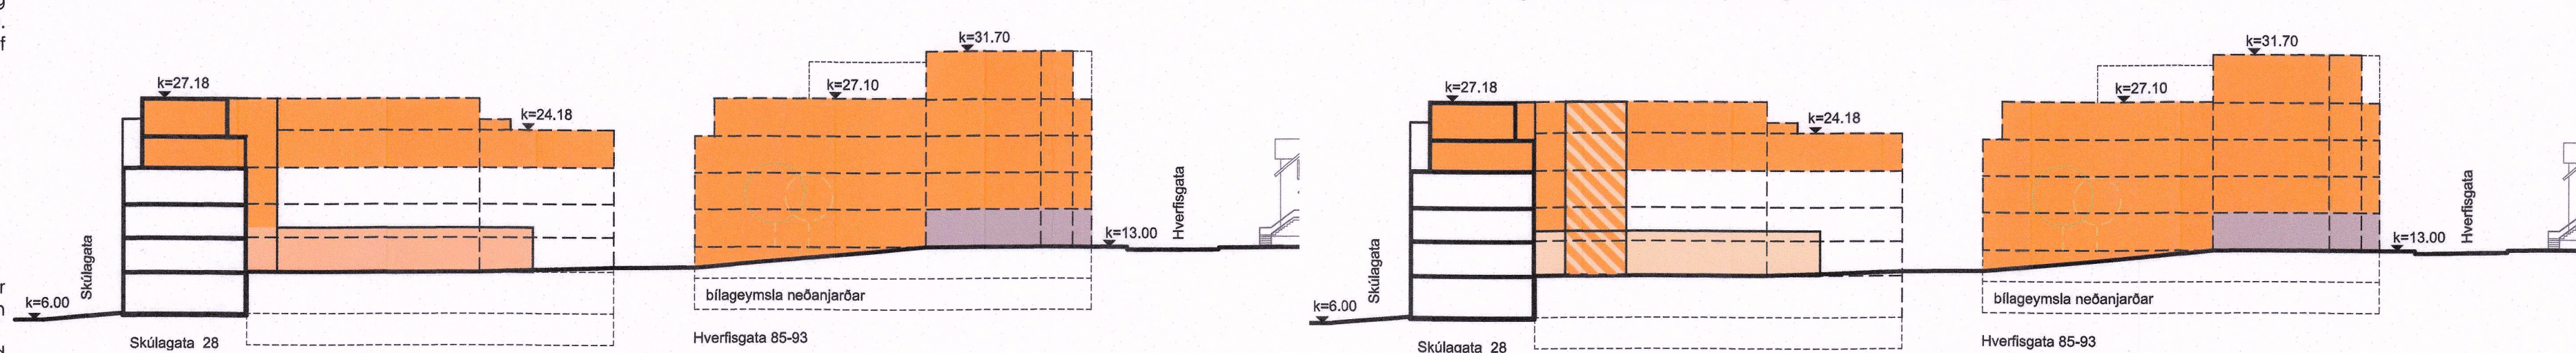 k=31.70
k=27.18
k=27.10
k=24.18
Hverfisgata
k=13.00
Skúlagata
k=6.00
bílageymsla neðanjarðar
Hverfisgata 85-93
Skúlagata 28
k=31.70
k=27.18
k=27.10
k=24.18
Hverfisgata
k=13.00
Skúlagata
k=6.00
bílageymsla neðanjarðar
Hverfisgata 85-93
Skúlagata 28